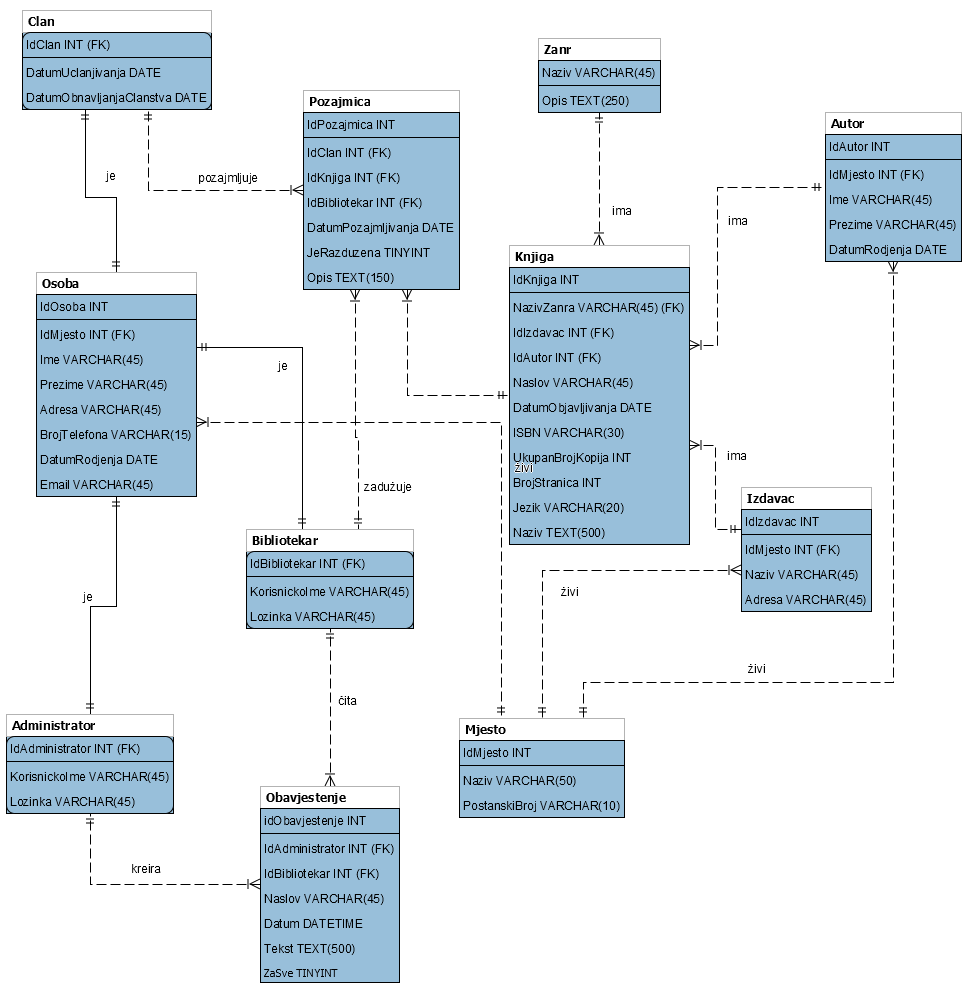 Clan
IdClan INT (FK)
DatumUclanjivanja DATE
DatumObnavljanjaClanstva DATE
Zanr
Naziv VARCHAR(45)
Opis TEXT(250)
Pozajmica
IdPozajmica INT
IdClan INT (FK)
IdKnjiga INT (FK)
IdBibliotekar INT (FK)
DatumPozajmljivanja DATE
JeRazduzena TINYINT
Opis TEXT(150)
Autor
IdAutor INT
IdMjesto INT (FK)
Ime VARCHAR(45)
Prezime VARCHAR(45)
DatumRodjenja DATE
je
pozajmljuje
ima
ima
Osoba
IdOsoba INT
IdMjesto INT (FK)
Ime VARCHAR(45)
Prezime VARCHAR(45)
Adresa VARCHAR(45)
BrojTelefona VARCHAR(15)
DatumRodjenja DATE
Email VARCHAR(45)
Knjiga
IdKnjiga INT
NazivZanra VARCHAR(45) (FK)
IdIzdavac INT (FK)
IdAutor INT (FK)
Naslov VARCHAR(45)
DatumObjavljivanja DATE
ISBN VARCHAR(30)
UkupanBrojKopija INT
živi
BrojStranica INT
Jezik VARCHAR(20)
Naziv TEXT(500)
je
ima
zadužuje
Izdavac
IdIzdavac INT
IdMjesto INT (FK)
Naziv VARCHAR(45)
Adresa VARCHAR(45)
Bibliotekar
IdBibliotekar INT (FK)
KorisnickoIme VARCHAR(45)
Lozinka VARCHAR(45)
je
živi
živi
čita
Administrator
IdAdministrator INT (FK)
KorisnickoIme VARCHAR(45)
Lozinka VARCHAR(45)
Mjesto
IdMjesto INT
Naziv VARCHAR(50)
PostanskiBroj VARCHAR(10)
kreira
Obavjestenje
idObavjestenje INT
IdAdministrator INT (FK)
IdBibliotekar INT (FK)
Naslov VARCHAR(45)
Datum DATETIME
Tekst TEXT(500)
ZaSve TINYINT